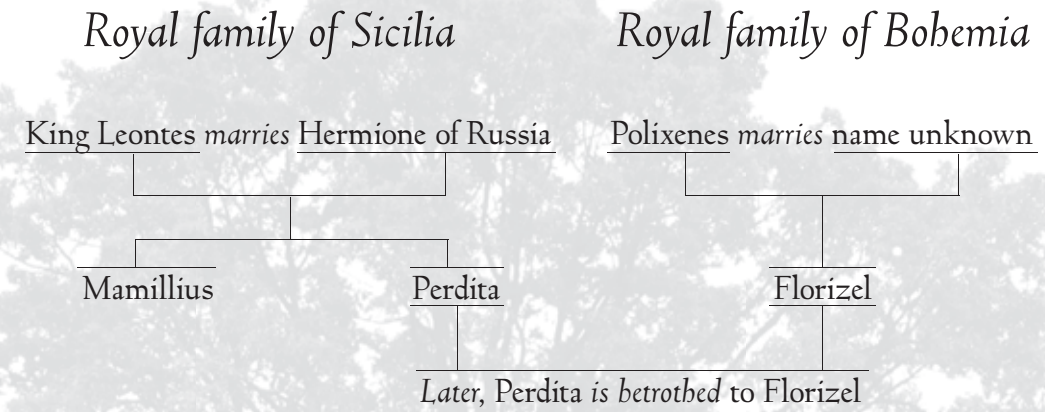 Royal family of Sicilia
Royal family of Bohemia
King Leontes marries Hermione of Russia
Polixenes marries name unknown
Mamillius
Perdita
Florizel
Later, Perdita is betrothed to Florizel